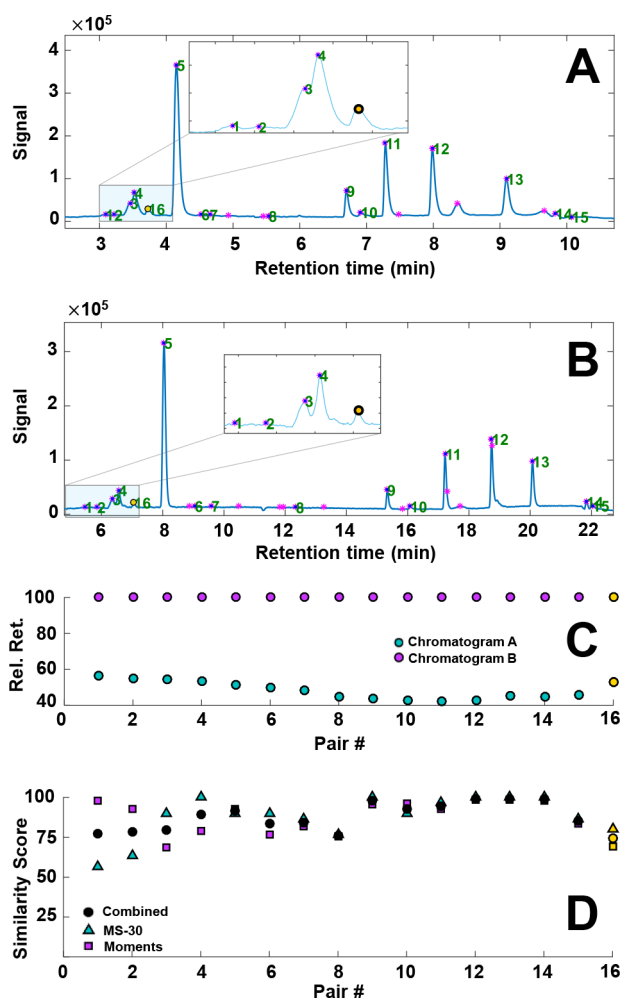 ×10⁵
A
4
3
2
1
0
Signal
1 2 3 4
1 2 3 4 16 5 6 7 8 9 10 11 12 13 14 15
3 4 5 6 7 8 9 10
Retention time (min)
×10⁵
B
3
2
1
0
Signal
1 2 3 4
1 2 3 4 16 5 6 7 8 9 10 11 12 13 14 15
6 8 10 12 14 16 18 20 22
Retention time (min)
100
80
60
40
Rel. Ret.
Chromatogram A
Chromatogram B
C
0 2 4 6 8 10 12 14 16
Pair #
100
75
50
25
Similarity Score
Combined
MS-30
Moments
D
0 2 4 6 8 10 12 14 16
Pair #